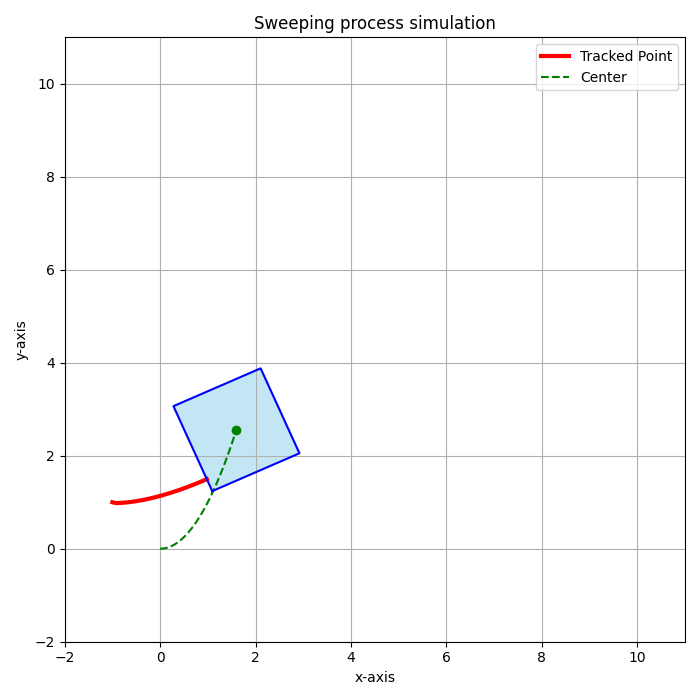 Sweeping process simulation
Tracked Point
Center
y-axis
10
8
6
4
2
0
−2
−2 0 2 4 6 8 10
x-axis